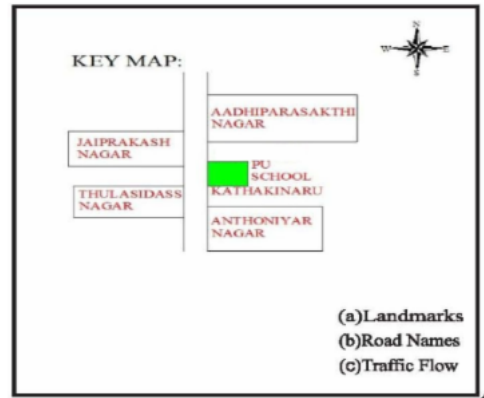 N
KEY MAP:
W E
S
AADHIPARASAKTHI
NAGAR
JAIPRAKASH
NAGAR
PU
SCHOOL
KATHAKINARU
THULASIDASS
NAGAR
ANTHONIYAR
NAGAR
(a)Landmarks
(b)Road Names
(c)Traffic Flow